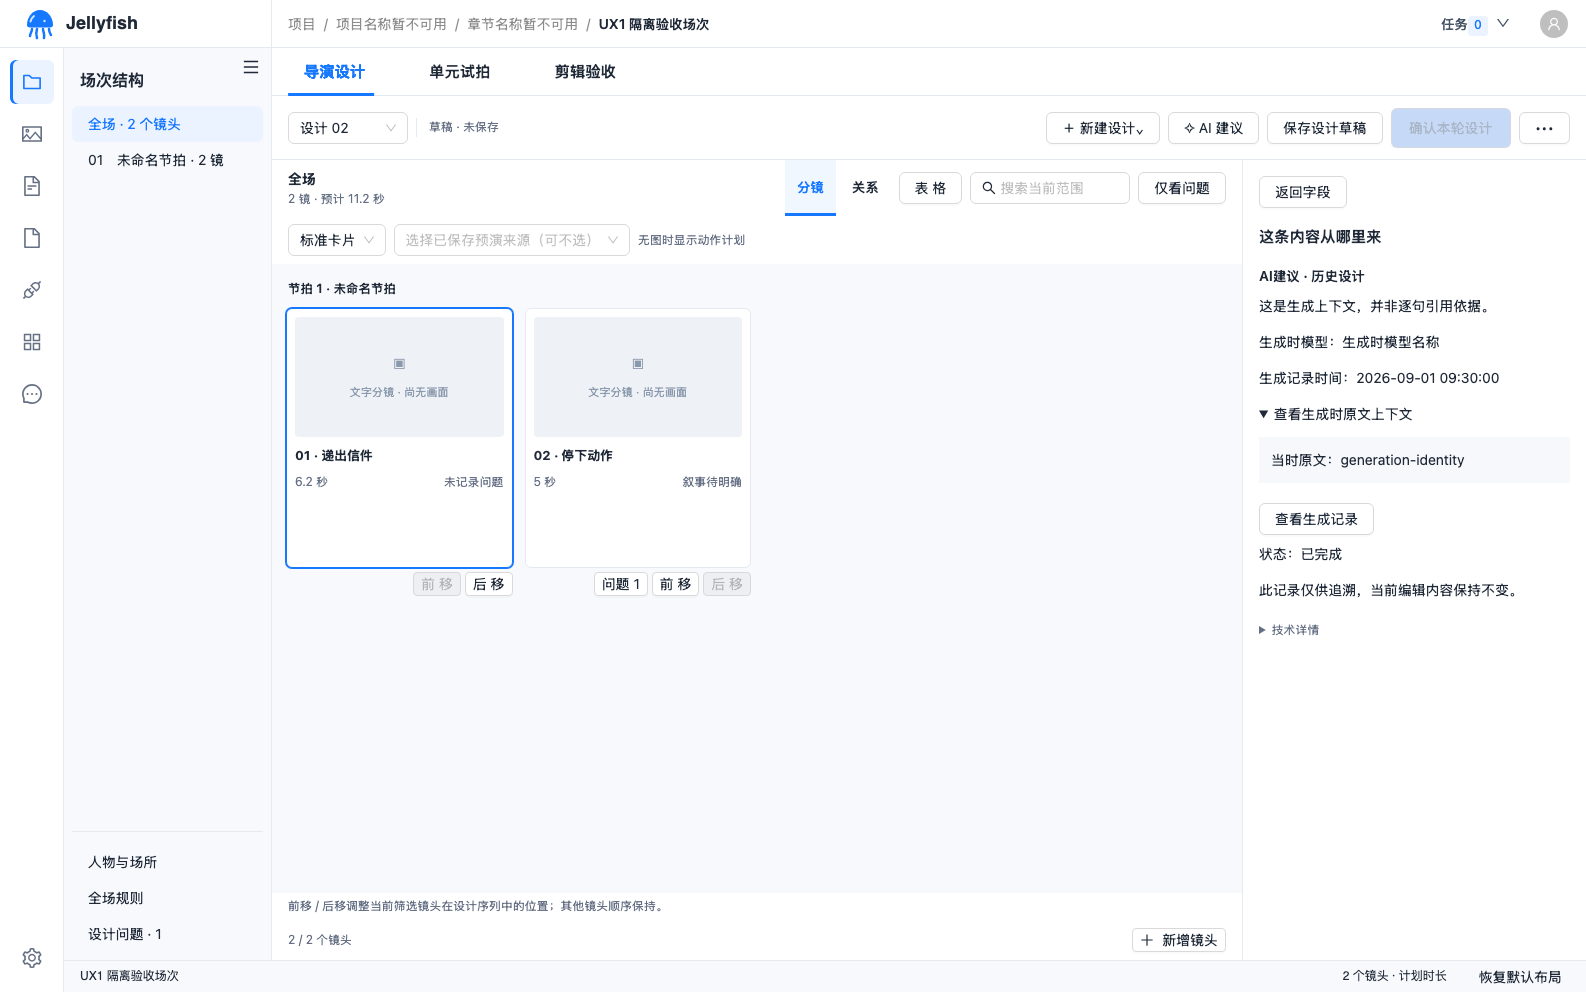 Jellyfish
项目 / 项目名称暂不可用 / 章节名称暂不可用 / UX1 隔离验收场次
任务 0
场次结构
全场 · 2 个镜头
01 未命名节拍 · 2 镜
人物与场所
全场规则
设计问题 · 1
导演设计 单元试拍 剪辑验收
设计 02 草稿 · 未保存
+ 新建设计 AI 建议 保存设计草稿 确认本轮设计 ...
全场
2 镜 · 预计 11.2 秒
分镜 关系 表 格 搜索当前范围 仅看问题
标准卡片 选择已保存预演来源（可不选） 无图时显示动作计划
节拍 1 · 未命名节拍
文字分镜 · 尚无画面
01 · 递出信件
6.2 秒 未记录问题
前 移 后 移
文字分镜 · 尚无画面
02 · 停下动作
5 秒 叙事待明确
问题 1 前 移 后 移
前移 / 后移调整当前筛选镜头在设计序列中的位置；其他镜头顺序保持。
2 / 2 个镜头 + 新增镜头
返回字段
这条内容从哪里来
AI建议 · 历史设计
这是生成上下文，并非逐句引用依据。
生成时模型：生成时模型名称
生成记录时间：2026-09-01 09:30:00
▼ 查看生成时原文上下文
当时原文：generation-identity
查看生成记录
状态：已完成
此记录仅供追溯，当前编辑内容保持不变。
▶ 技术详情
UX1 隔离验收场次 2 个镜头 · 计划时长 恢复默认布局